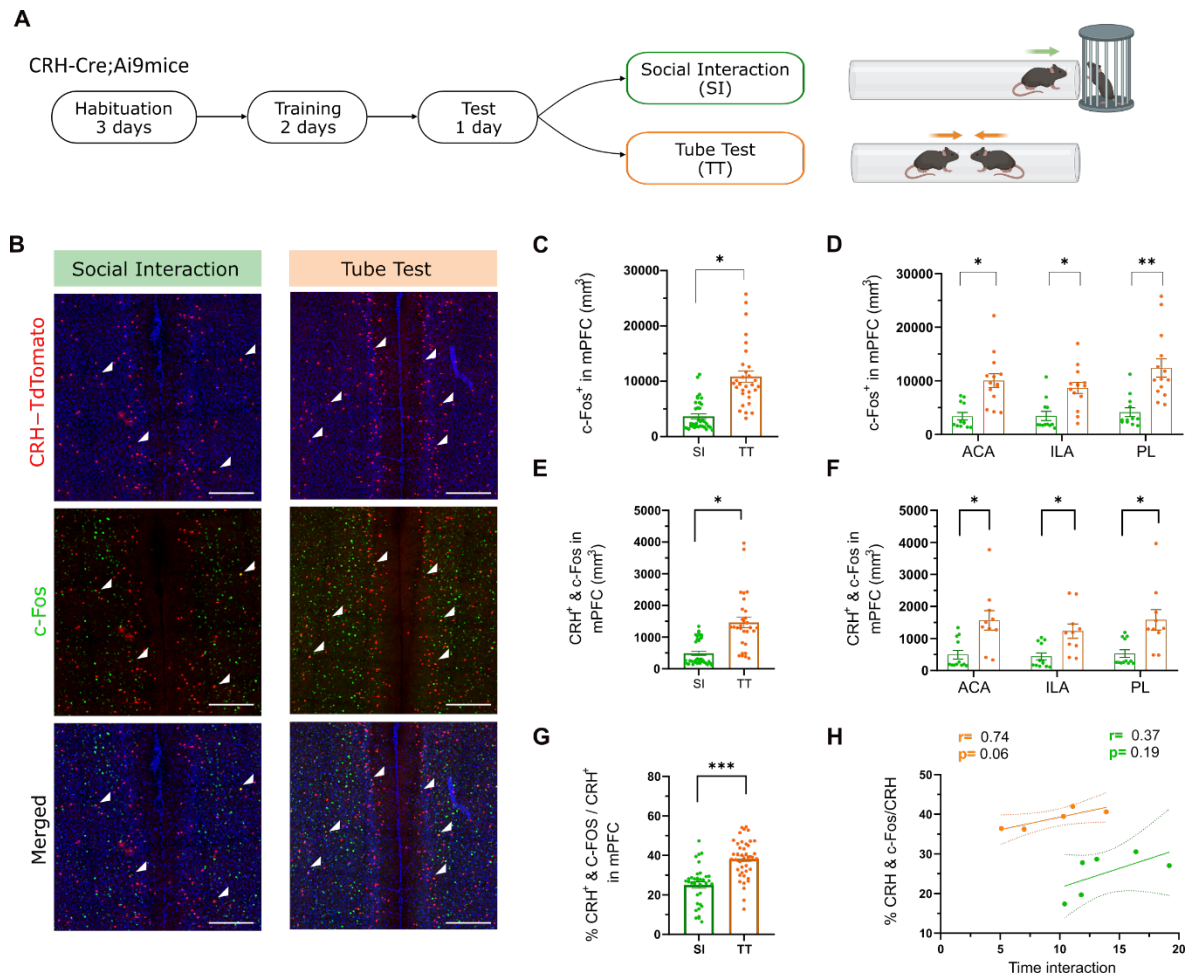 A
CRH-Cre;Ai9mice
Habituation
3 days
Training
2 days
Test
1 day
Social Interaction
(SI)
Tube Test
(TT)
B
Social Interaction
Tube Test
CRH–TdTomato
c-Fos
Merged
C
c-Fos⁺ in mPFC (mm³)
30000
20000
10000
0
*
SI
TT
D
c-Fos⁺ in mPFC (mm³)
30000
20000
10000
0
*
*
**
ACA
ILA
PL
E
CRH⁺ & c-Fos in
mPFC (mm³)
5000
4000
3000
2000
1000
0
*
SI
TT
F
CRH⁺ & c-Fos in
mPFC (mm³)
5000
4000
3000
2000
1000
0
*
*
*
ACA
ILA
PL
G
% CRH⁺ & C-FOS / CRH⁺
in mPFC
80
60
40
20
0
***
SI
TT
H
r= 0.74
p= 0.06
r= 0.37
p= 0.19
% CRH & c-Fos/CRH
50
40
30
20
10
0
5
10
15
20
Time interaction